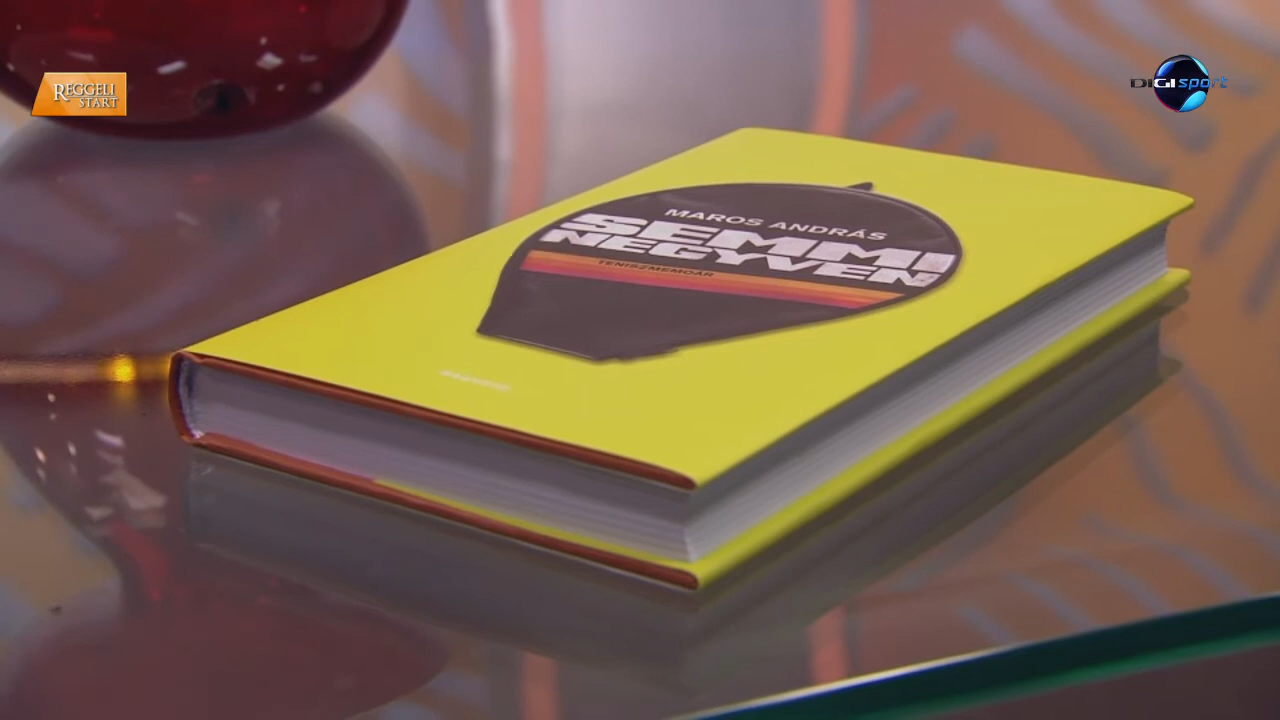 REGGELI
START
DIGI sport
MAROS ANDRÁS
SEMMI
NEGYVEN
TENISZMEMOÁR